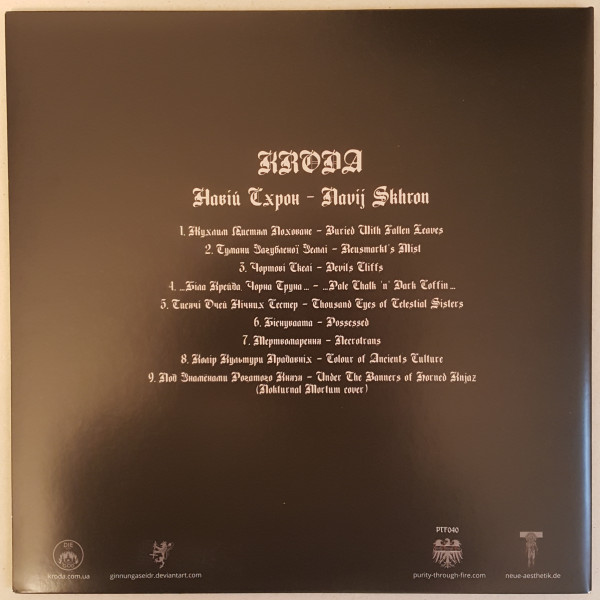 KRODA
Навій Схрон - Navij Skhron
1. Жухлим Листям Поховане - Buried With Fallen Leaves
2. Тумани Загубленої Землі - Reusmarkt's Mist
3. Чортові Скелі - Devils Cliffs
4. ...Біла Крейда, Чорна Труна... - ...Pale Chalk 'n' Dark Coffin...
5. Тисячі Очей Нічних Сестер - Thousand Eyes of Celestial Sisters
6. Біснувата - Possessed
7. Мертвомарення - Necrotrans
8. Колір Культури Прадавніх - Colour of Ancients Culture
9. Под Знаменами Рогатого Князя - Under The Banners of Horned Knjaz
(Nokturnal Mortum cover)
PTF040
kroda.com.ua ginnungaseidr.deviantart.com purity-through-fire.com neue-aesthetik.de